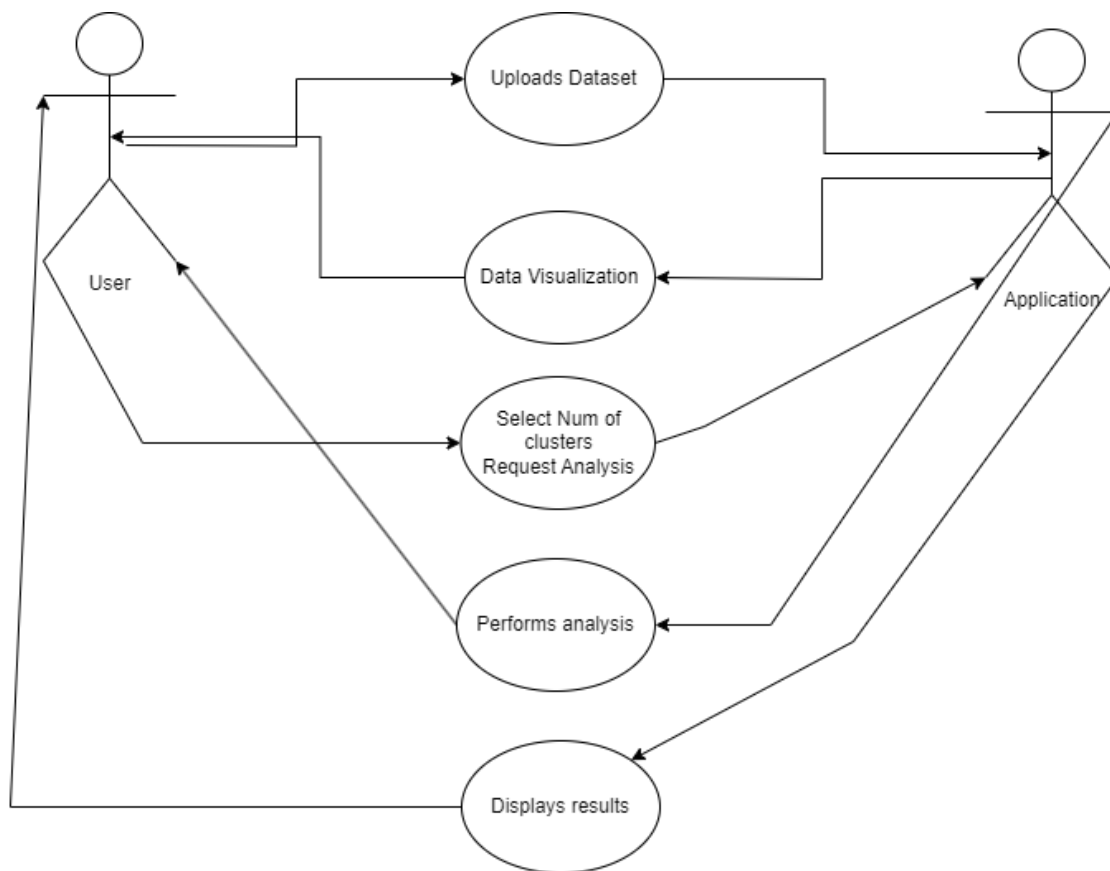 Uploads Dataset
User
Data Visualization
Application
Select Num of
clusters
Request Analysis
Performs analysis
Displays results